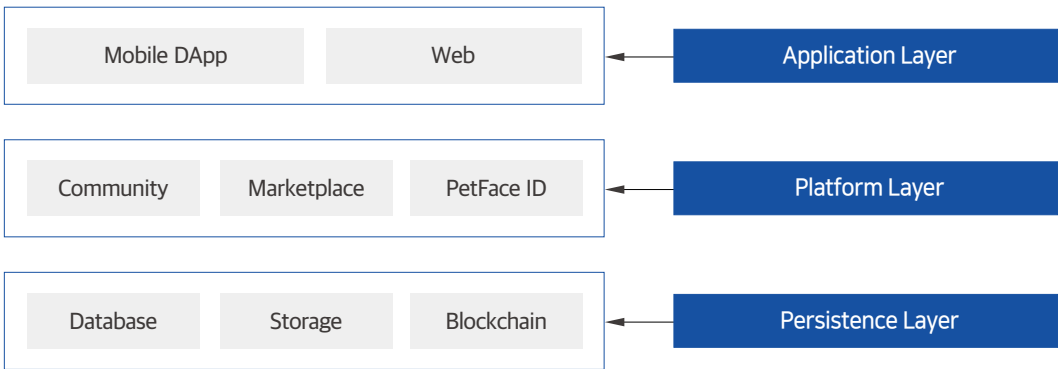 Mobile DApp
Web
Application Layer
Community
Marketplace
PetFace ID
Platform Layer
Database
Storage
Blockchain
Persistence Layer